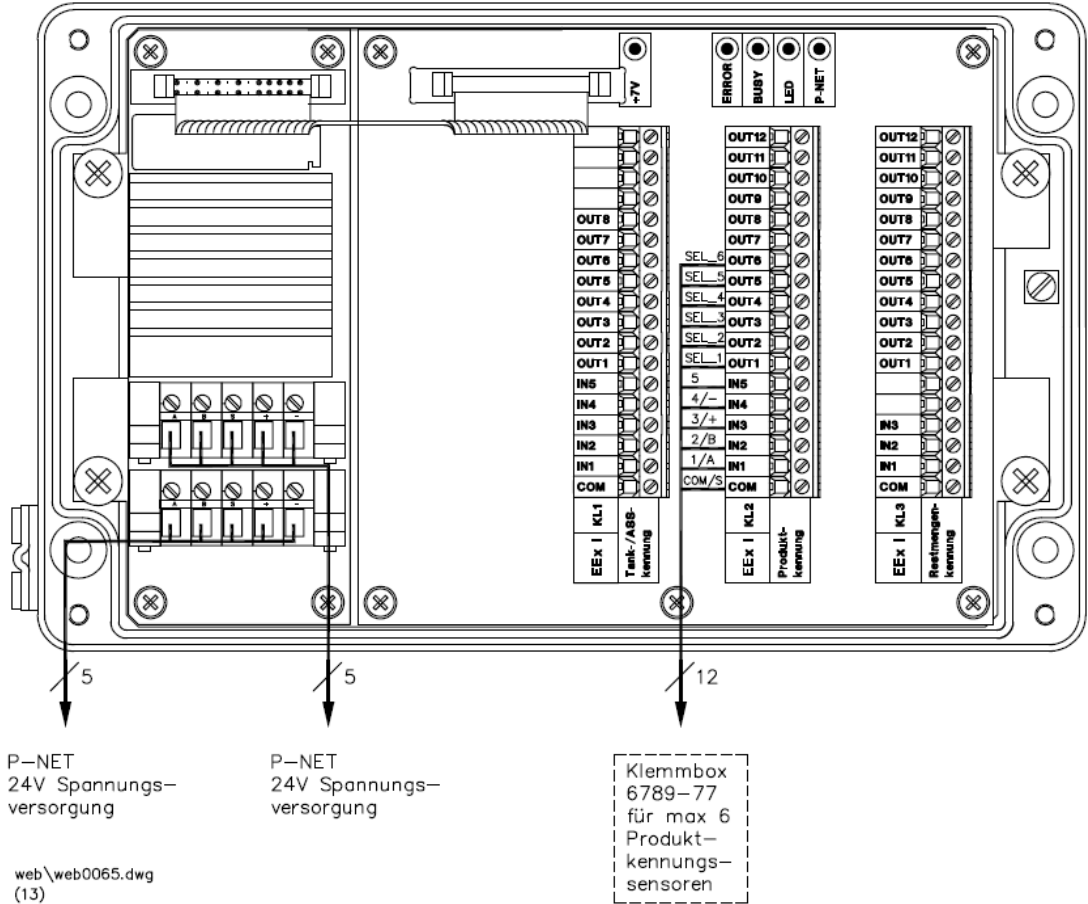 +7V
ERROR
BUSY
LED
P-NET
OUT8
OUT7
OUT6
OUT5
OUT4
OUT3
OUT2
OUT1
IN5
IN4
IN3
IN2
IN1
COM
EEx I KL1
Tank-/ASS-
kennung
SEL_6
SEL_5
SEL_4
SEL_3
SEL_2
SEL_1
5
4/-
3/+
2/B
1/A
COM/S
OUT12
OUT11
OUT10
OUT9
OUT8
OUT7
OUT6
OUT5
OUT4
OUT3
OUT2
OUT1
IN5
IN4
IN3
IN2
IN1
COM
EEx I KL2
Produkt-
kennung
OUT12
OUT11
OUT10
OUT9
OUT8
OUT7
OUT6
OUT5
OUT4
OUT3
OUT2
OUT1
IN3
IN2
IN1
COM
EEx I KL3
Restmengen-
kennung
A B S + -
A B S + -
5
5
12
P-NET
24V Spannungs-
versorgung
P-NET
24V Spannungs-
versorgung
Klemmbox
6789-77
für max 6
Produkt-
kennungs-
sensoren
web\web0065.dwg
(13)